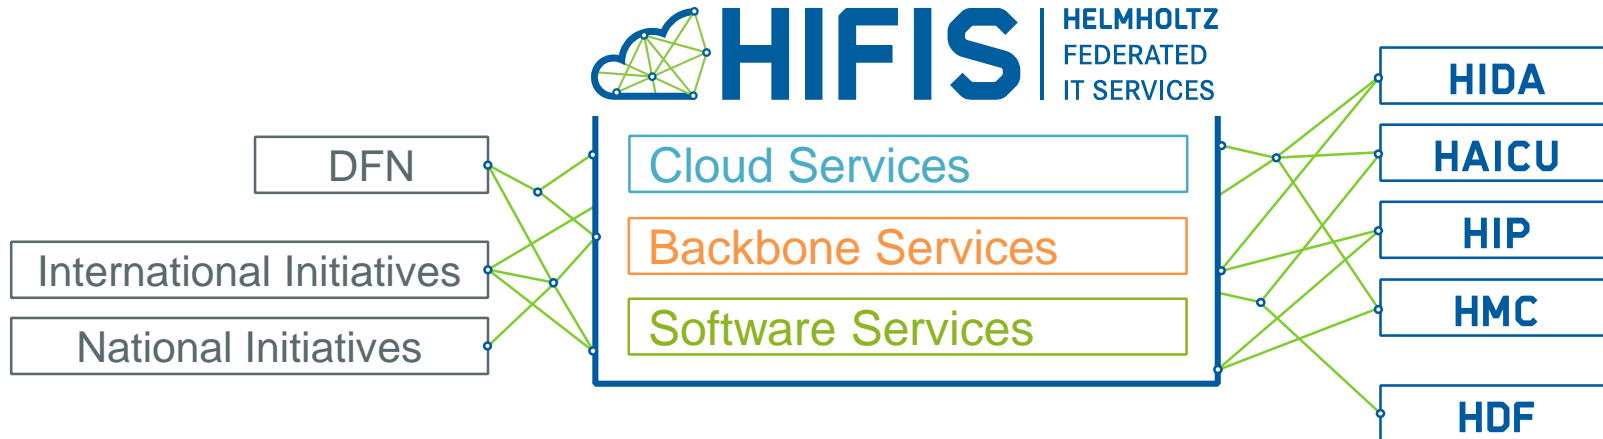 HIFIS
HELMHOLTZ
FEDERATED
IT SERVICES
DFN
International Initiatives
National Initiatives
Cloud Services
Backbone Services
Software Services
HIDA
HAICU
HIP
HMC
HDF